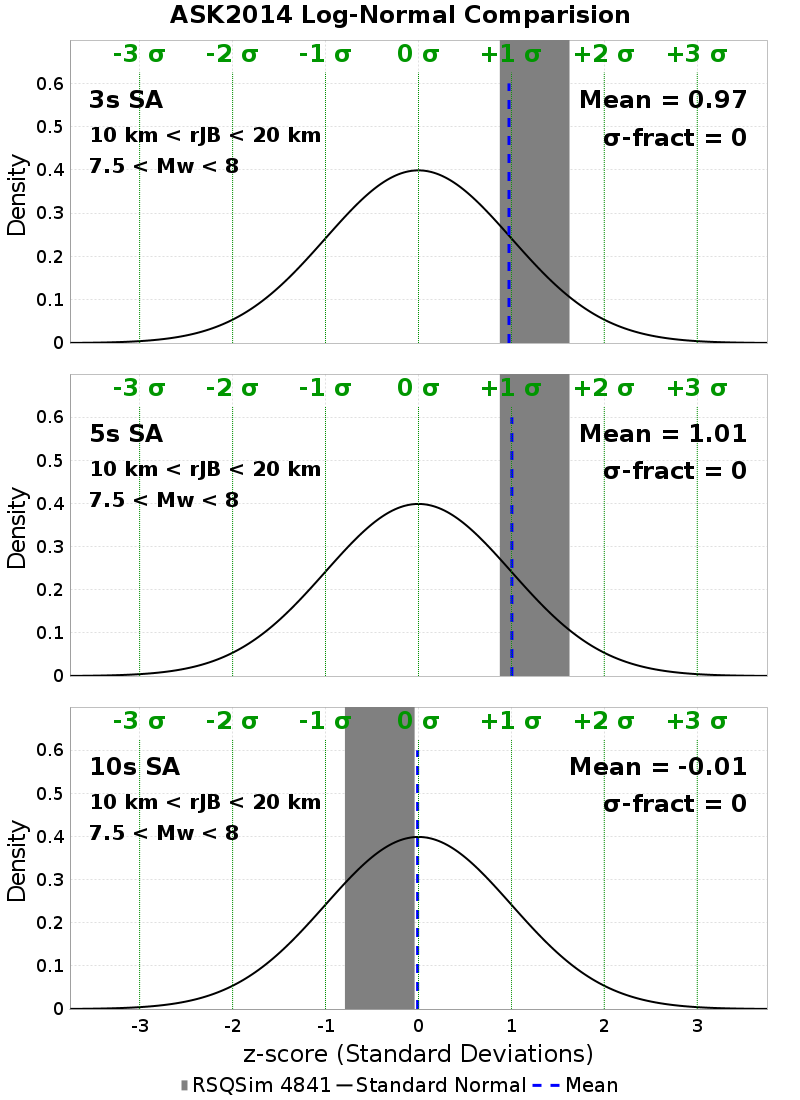 ASK2014 Log-Normal Comparision
-3 σ -2 σ -1 σ 0 σ +1 σ +2 σ +3 σ
3s SA
Mean = 0.97
10 km < rJB < 20 km
σ-fract = 0
7.5 < Mw < 8
0.6
0.5
0.4
0.3
0.2
0.1
0
Density
-3 σ -2 σ -1 σ 0 σ +1 σ +2 σ +3 σ
5s SA
Mean = 1.01
10 km < rJB < 20 km
σ-fract = 0
7.5 < Mw < 8
0.6
0.5
0.4
0.3
0.2
0.1
0
Density
-3 σ -2 σ -1 σ 0 σ +1 σ +2 σ +3 σ
10s SA
Mean = -0.01
10 km < rJB < 20 km
σ-fract = 0
7.5 < Mw < 8
0.6
0.5
0.4
0.3
0.2
0.1
0
Density
-3 -2 -1 0 1 2 3
z-score (Standard Deviations)
RSQSim 4841 Standard Normal Mean